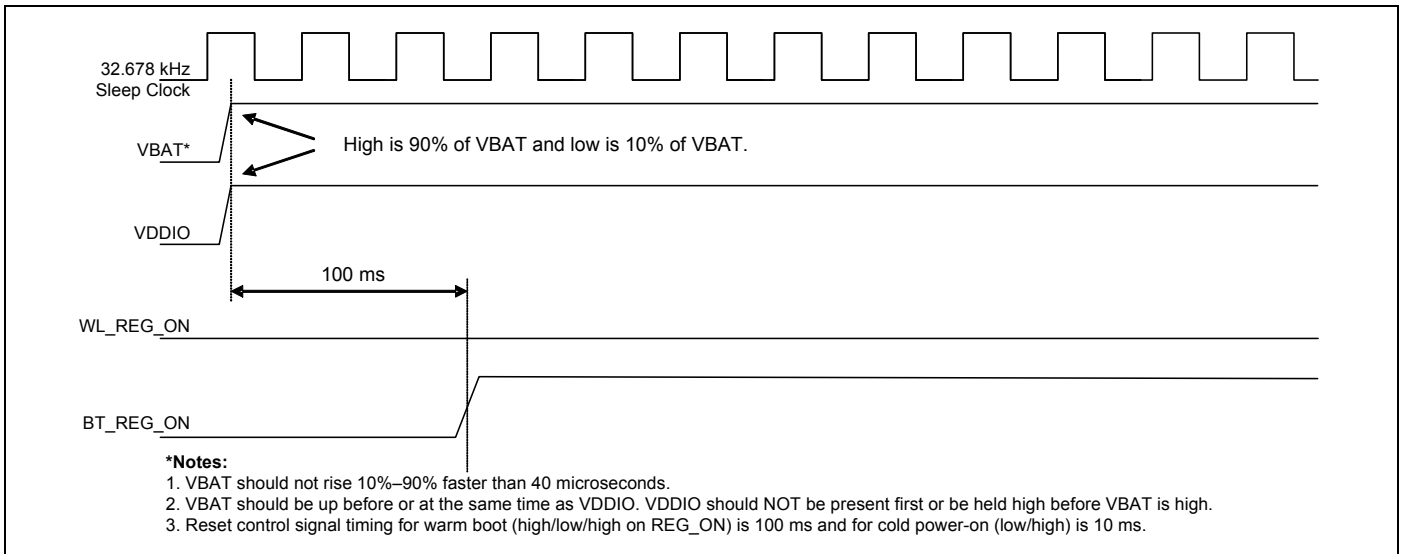 32.678 kHz
Sleep Clock
VBAT*
High is 90% of VBAT and low is 10% of VBAT.
VDDIO
100 ms
WL_REG_ON
BT_REG_ON
*Notes:
1. VBAT should not rise 10%–90% faster than 40 microseconds.
2. VBAT should be up before or at the same time as VDDIO. VDDIO should NOT be present first or be held high before VBAT is high.
3. Reset control signal timing for warm boot (high/low/high on REG_ON) is 100 ms and for cold power-on (low/high) is 10 ms.